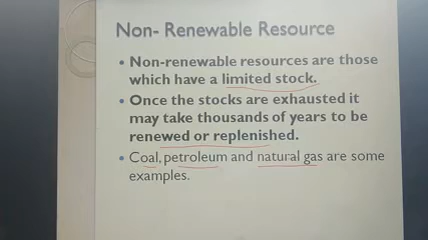 Non- Renewable Resource
• Non-renewable resources are those
which have a limited stock.
• Once the stocks are exhausted it
may take thousands of years to be
renewed or replenished.
• Coal, petroleum and natural gas are some
examples.